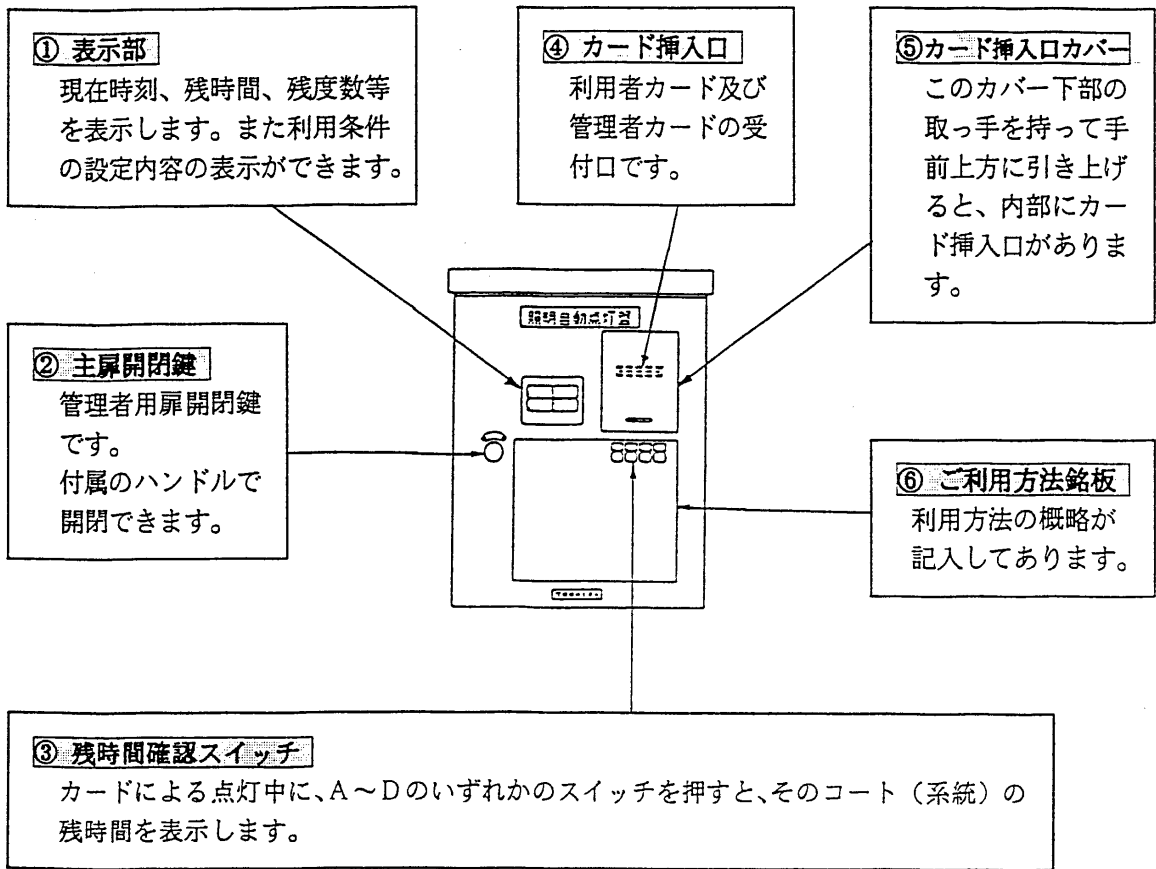 ① 表示部
現在時刻、残時間、残度数等
を表示します。また利用条件
の設定内容の表示ができます。
④ カード挿入口
利用者カード及び
管理者カードの受
付口です。
⑤カード挿入口カバー
このカバー下部の
取っ手を持って手
前上方に引き上げ
ると、内部にカー
ド挿入口がありま
す。
② 主扉開閉鍵
管理者用扉開閉鍵
です。
付属のハンドルで
開閉できます。
照明自動点灯盤
⑥ ご利用方法銘板
利用方法の概略が
記入してあります。
③ 残時間確認スイッチ
カードによる点灯中に、A～Dのいずれかのスイッチを押すと、そのコート（系統）の
残時間を表示します。